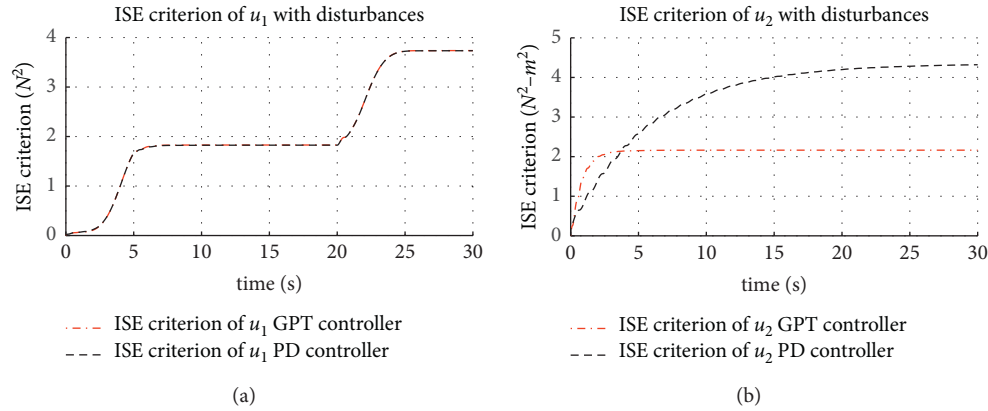 ISE criterion of u₁ with disturbances
ISE criterion (N²)
4
3
2
1
0
0 5 10 15 20 25 30
time (s)
ISE criterion of u₁ GPT controller
ISE criterion of u₁ PD controller
(a)
ISE criterion of u₂ with disturbances
ISE criterion (N²–m²)
5
4
3
2
1
0
0 5 10 15 20 25 30
time (s)
ISE criterion of u₂ GPT controller
ISE criterion of u₂ PD controller
(b)